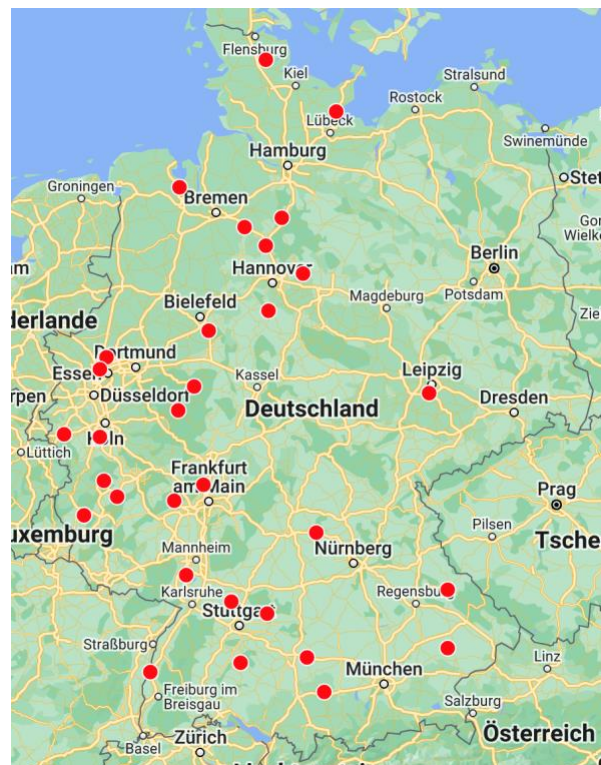 Flensburg
Kiel
Stralsund
Rostock
Lübeck
Swinemünde
Hamburg
Groningen
Stet
Bremen
Gor
Wielk
am
Berlin
Hannover
Potsdam
Magdeburg
Bielefeld
derlande
Zie
Dortmund
Essen
Kassel
Leipzig
rpen
Düsseldorf
Deutschland
Dresden
Köln
Lüttich
Frankfurt
am Main
Prag
uxemburg
Pilsen
Tsche
Mannheim
Nürnberg
Karlsruhe
Regensburg
Stuttgart
Straßburg
Linz
München
Freiburg im
Breisgau
Salzburg
Österreich
Basel
Zürich